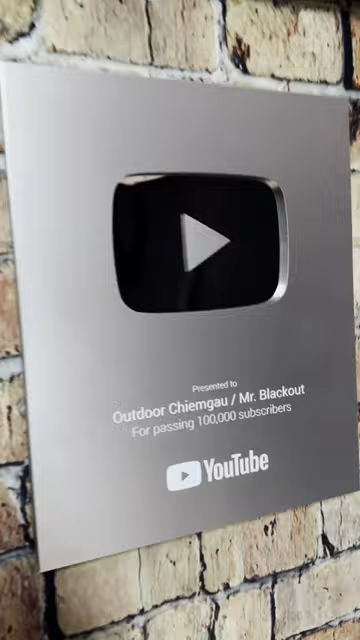 Presented to
Outdoor Chiemgau / Mr. Blackout
For passing 100,000 subscribers
YouTube